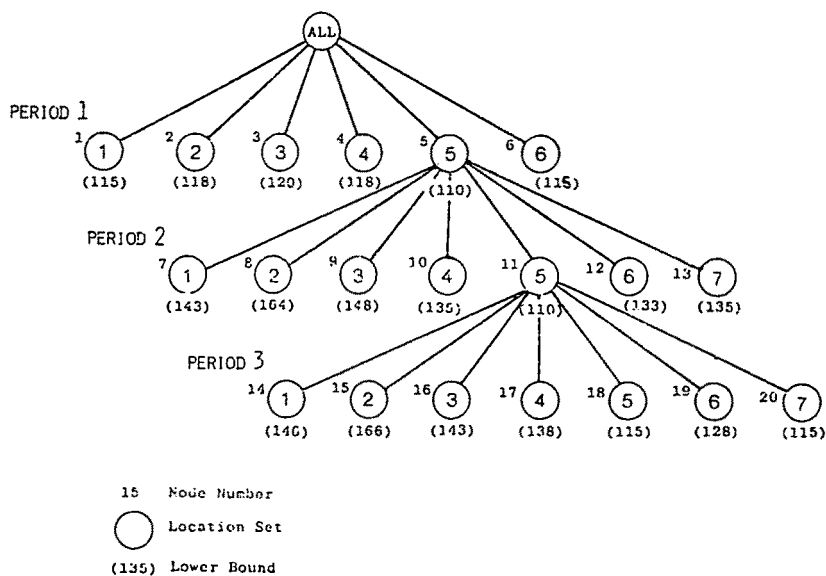 ALL
PERIOD 1
1 1 2 2 3 3 4 4 5 5 6 6
(115) (118) (120) (118) (110) (115)
PERIOD 2
7 1 8 2 9 3 10 4 11 5 12 6 13 7
(143) (164) (148) (135) (110) (133) (135)
PERIOD 3
14 1 15 2 16 3 17 4 18 5 19 6 20 7
(146) (166) (143) (138) (115) (128) (115)
15 Node Number
Location Set
(135) Lower Bound